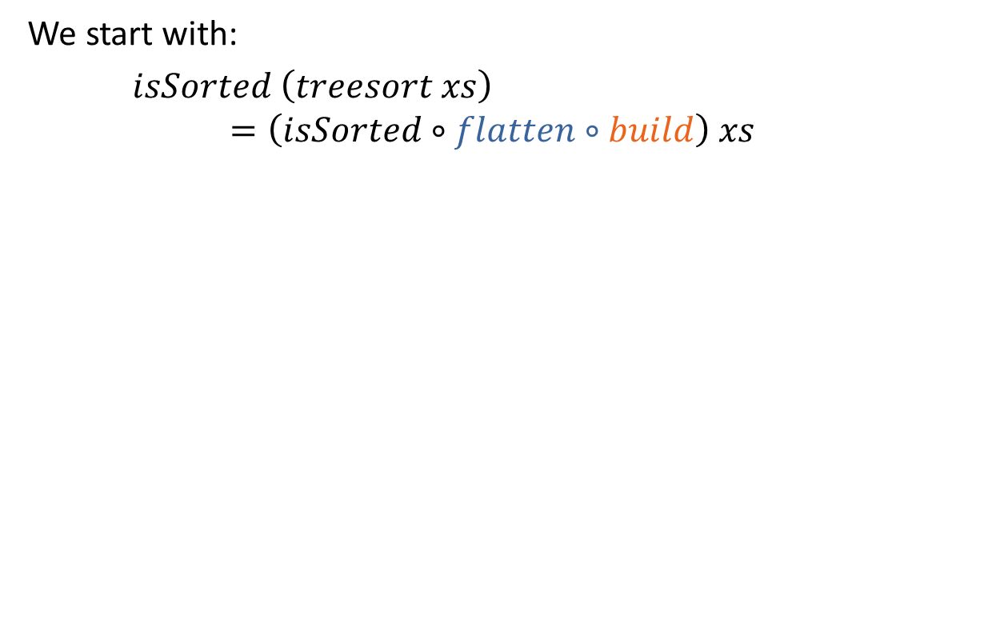 We start with:
isSorted (treesort xs)
= (isSorted ∘ flatten ∘ build) xs